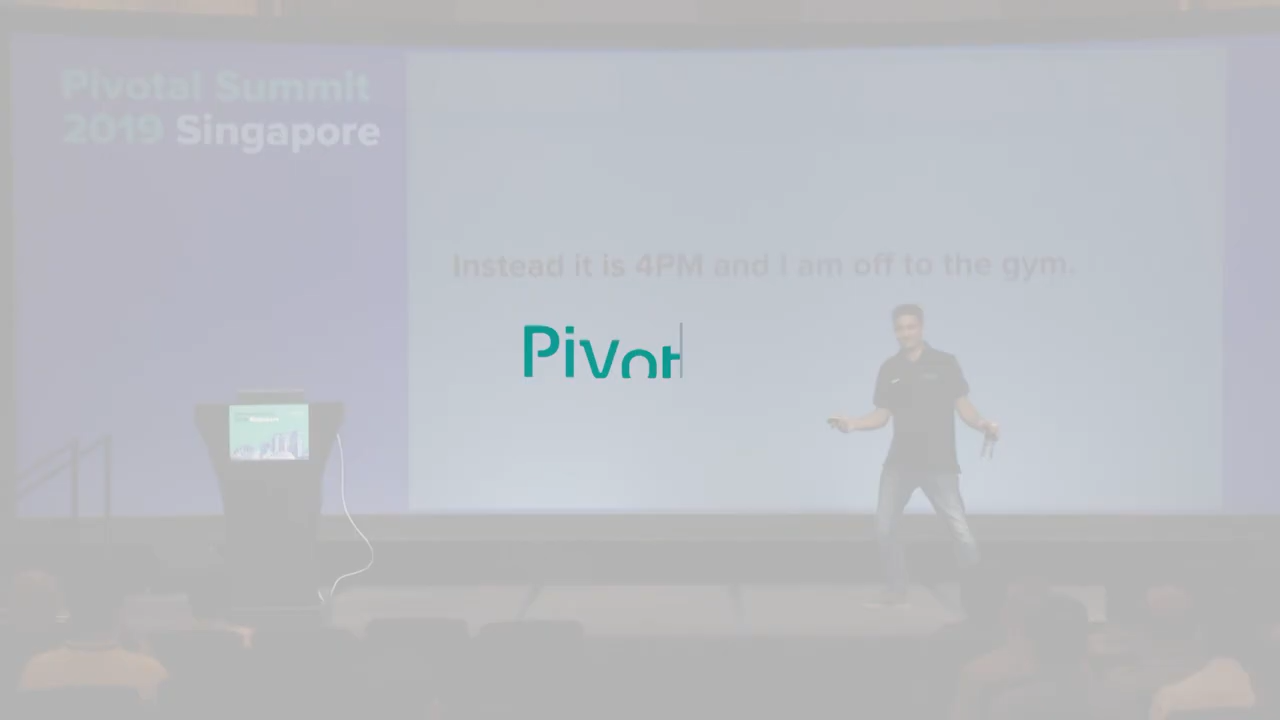 Pivotal Summit
2019 Singapore
Instead it is 4PM and I am off to the gym.
Pivot